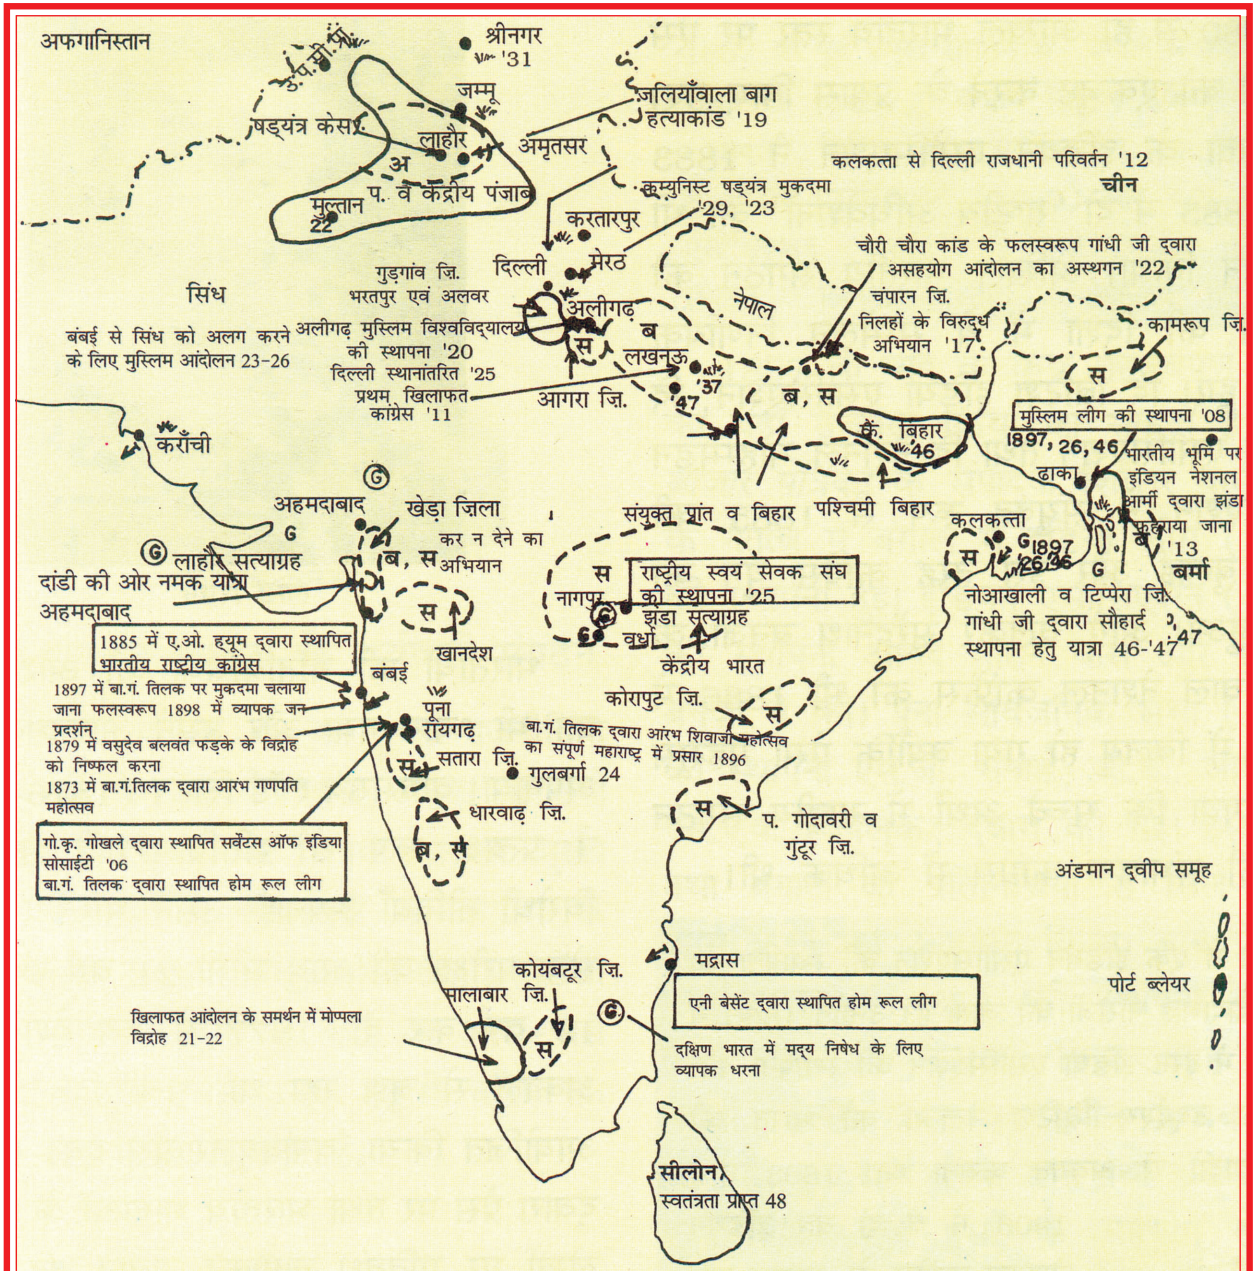 अफगानिस्तान
उ.प.सी.प्रां.
श्रीनगर
'31
जम्मू
षड्यंत्र केस
लाहौर
अ
प. व केंद्रीय पंजाब
मुल्तान
22
अमृतसर
जलियाँवाला बाग
हत्याकांड '19
कलकत्ता से दिल्ली राजधानी परिवर्तन '12
चीन
कम्युनिस्ट षड्यंत्र मुकदमा
'29, '23
करतारपुर
दिल्ली
मेरठ
चौरी चौरा कांड के फलस्वरूप गांधी जी द्वारा
असहयोग आंदोलन का अस्थगन '22
नेपाल
चंपारन जि.
निलहों के विरुद्ध
अभियान '17
कामरूप जि.
स
गुड़गांव जि.
भरतपुर एवं अलवर
सिंध
बंबई से सिंध को अलग करने
के लिए मुस्लिम आंदोलन 23-26
अलीगढ़
अलीगढ़ मुस्लिम विश्वविद्यालय
की स्थापना '20
दिल्ली स्थानांतरित '25
प्रथम खिलाफत
कांग्रेस '11
स
ब
लखनऊ
'37
'47
आगरा जि.
ब, स
कें. बिहार
46
मुस्लिम लीग की स्थापना '08
1897, 26, 46
ढाका
भारतीय भूमि पर
इंडियन नेशनल
आर्मी द्वारा झंडा
फहराया जाना
'13
ब
बर्मा
कराँची
G
अहमदाबाद
खेड़ा जिला
कर न देने का
अभियान
ब, स
संयुक्त प्रांत व बिहार
पश्चिमी बिहार
कलकत्ता
स
G
1897
'26, 46
G
G
G लाहौर सत्याग्रह
दांडी की ओर नमक यात्रा
अहमदाबाद
स
खानदेश
स
राष्ट्रीय स्वयं सेवक संघ
की स्थापना '25
नागपुर
G
झंडा सत्याग्रह
G
वर्धा
केंद्रीय भारत
नोआखाली व टिप्पेरा जि.
गांधी जी द्वारा सौहार्द
स्थापना हेतु यात्रा 46-'47
47
1885 में ए.ओ. ह्यूम द्वारा स्थापित
भारतीय राष्ट्रीय कांग्रेस
बंबई
1897 में बा.गं. तिलक पर मुकदमा चलाया
जाना फलस्वरूप 1898 में व्यापक जन
प्रदर्शन
पूना
रायगढ़
1879 में वसुदेव बलवंत फड़के के विद्रोह
को निष्फल करना
1873 में बा.गं.तिलक द्वारा आरंभ गणपति
महोत्सव
कोरापुट जि.
स
बा.गं. तिलक द्वारा आरंभ शिवाजी महोत्सव
का संपूर्ण महाराष्ट्र में प्रसार 1896
स
सतारा जि.
गुलबर्गा 24
गो.कृ. गोखले द्वारा स्थापित सर्वेंटस ऑफ इंडिया
सोसाईटी '06
बा.गं. तिलक द्वारा स्थापित होम रूल लीग
धारवाढ़ जि.
ब, स
स
प. गोदावरी व
गुंटूर जि.
अंडमान द्वीप समूह
पोर्ट ब्लेयर
मद्रास
एनी बेसेंट द्वारा स्थापित होम रूल लीग
कोयंबटूर जि.
मालाबार जि.
खिलाफत आंदोलन के समर्थन में मोप्पला
विद्रोह 21-22
स
G
दक्षिण भारत में मद्य निषेध के लिए
व्यापक धरना
सीलोन,
स्वतंत्रता प्राप्त 48